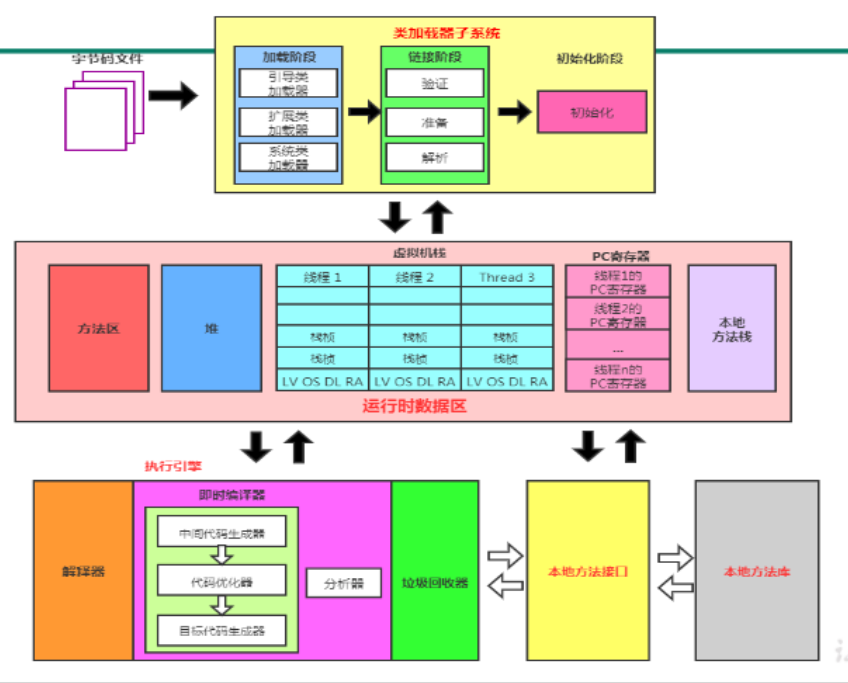 类加载器子系统
字节码文件
加载阶段
引导类
加载器
扩展类
加载器
系统类
加载器
链接阶段
验证
准备
解析
初始化阶段
初始化
方法区
堆
虚拟机栈
线程 1
线程 2
Thread 3
栈桢
栈桢
栈桢
栈桢
栈桢
栈桢
LV OS DL RA
LV OS DL RA
LV OS DL RA
PC寄存器
线程1的
PC寄存器
线程2的
PC寄存器
...
线程n的
PC寄存器
本地
方法栈
运行时数据区
执行引擎
解释器
即时编译器
中间代码生成器
代码优化器
目标代码生成器
分析器
垃圾回收器
本地方法接口
本地方法库